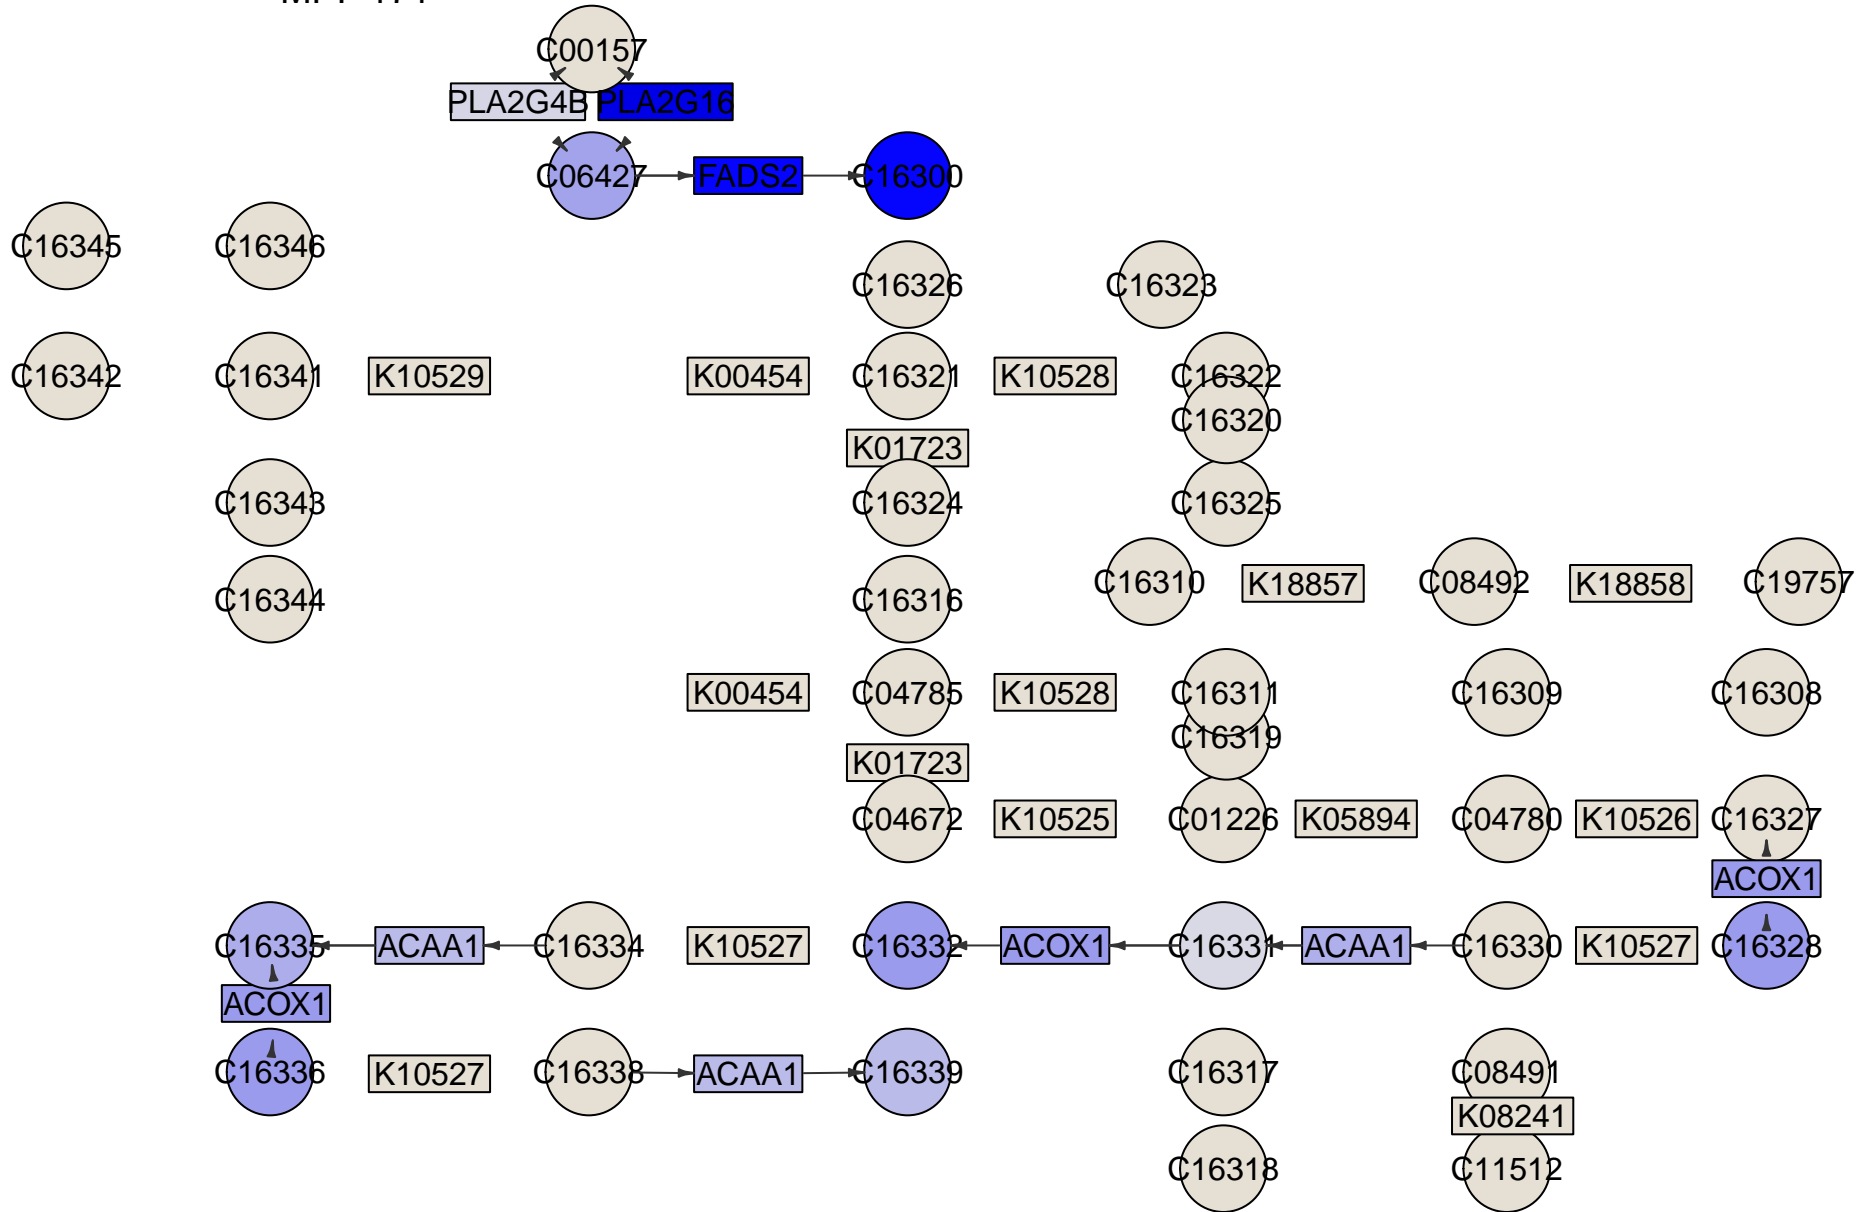 C00157
PLA2G4B PLA2G16
C06427 FADS2 C16300
C16345 C16346
C16326 C16323
C16342 C16341 K10529 K00454 C16321 K10528 C16322
C16320
K01723
C16343 C16324 C16325
C16310 K18857 C08492 K18858 C19757
C16344 C16316
K00454 C04785 K10528 C16311 C16309 C16308
C16319
K01723
C04672 K10525 C01226 K05894 C04780 K10526 C16327
ACOX1
C16335 ACAA1 C16334 K10527 C16332 ACOX1 C16331 ACAA1 C16330 K10527 C16328
ACOX1
C16336 K10527 C16338 ACAA1 C16339 C16317 C08491
K08241
C16318 C11512